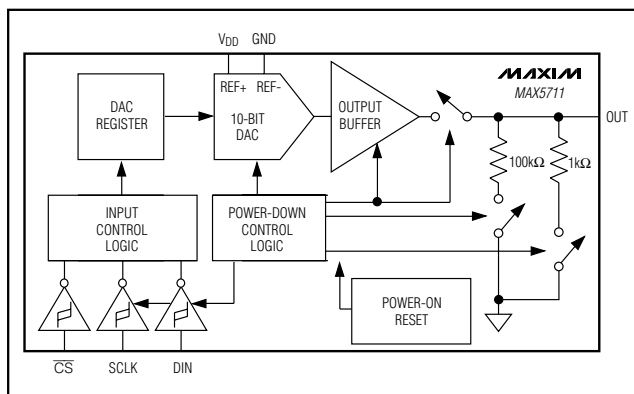 VDD GND
MAXIM
MAX5711
REF+ REF-
DAC
REGISTER
10-BIT
DAC
OUTPUT
BUFFER
OUT
100kΩ
1kΩ
INPUT
CONTROL
LOGIC
POWER-DOWN
CONTROL
LOGIC
POWER-ON
RESET
CS SCLK DIN